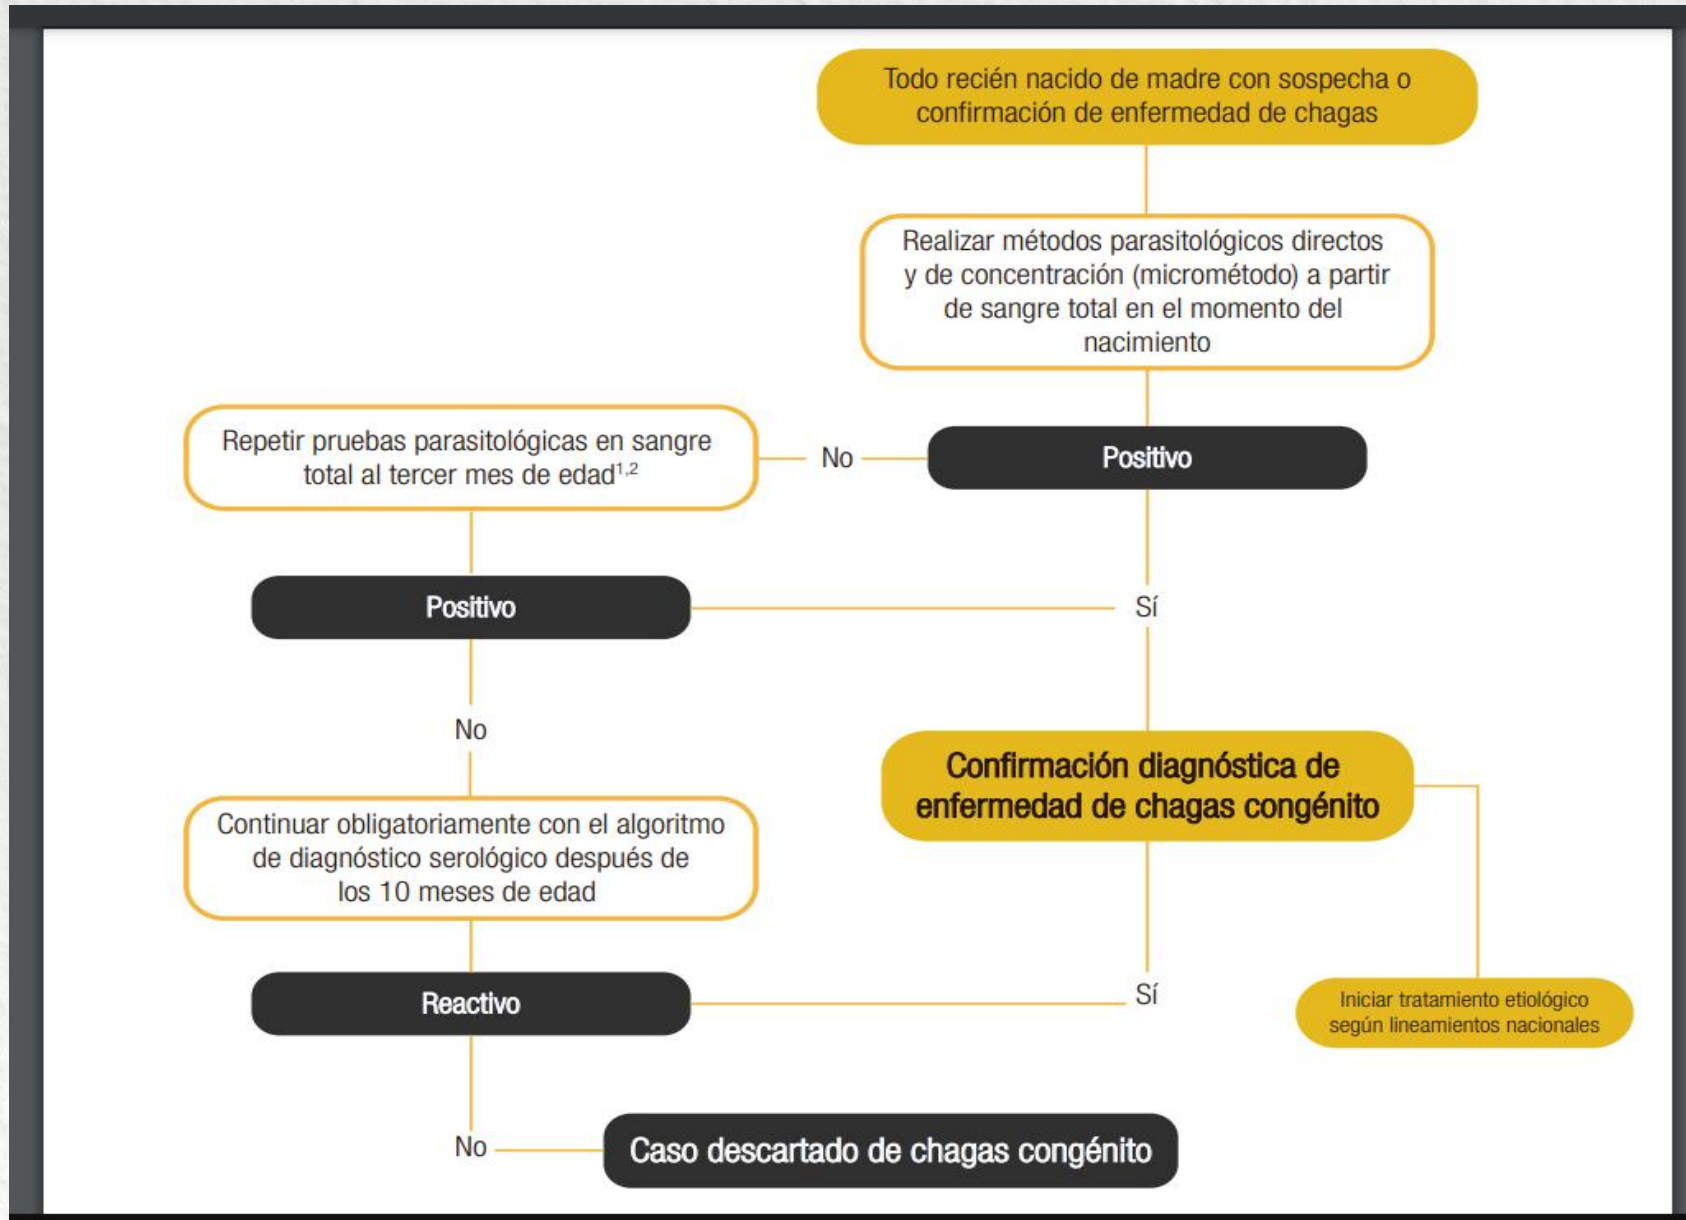 Todo recién nacido de madre con sospecha o
confirmación de enfermedad de chagas
Realizar métodos parasitológicos directos
y de concentración (micrométodo) a partir
de sangre total en el momento del
nacimiento
Positivo
No
Repetir pruebas parasitológicas en sangre
total al tercer mes de edad¹,²
Positivo
Sí
No
Confirmación diagnóstica de
enfermedad de chagas congénito
Continuar obligatoriamente con el algoritmo
de diagnóstico serológico después de
los 10 meses de edad
Reactivo
Sí
Iniciar tratamiento etiológico
según lineamientos nacionales
No
Caso descartado de chagas congénito